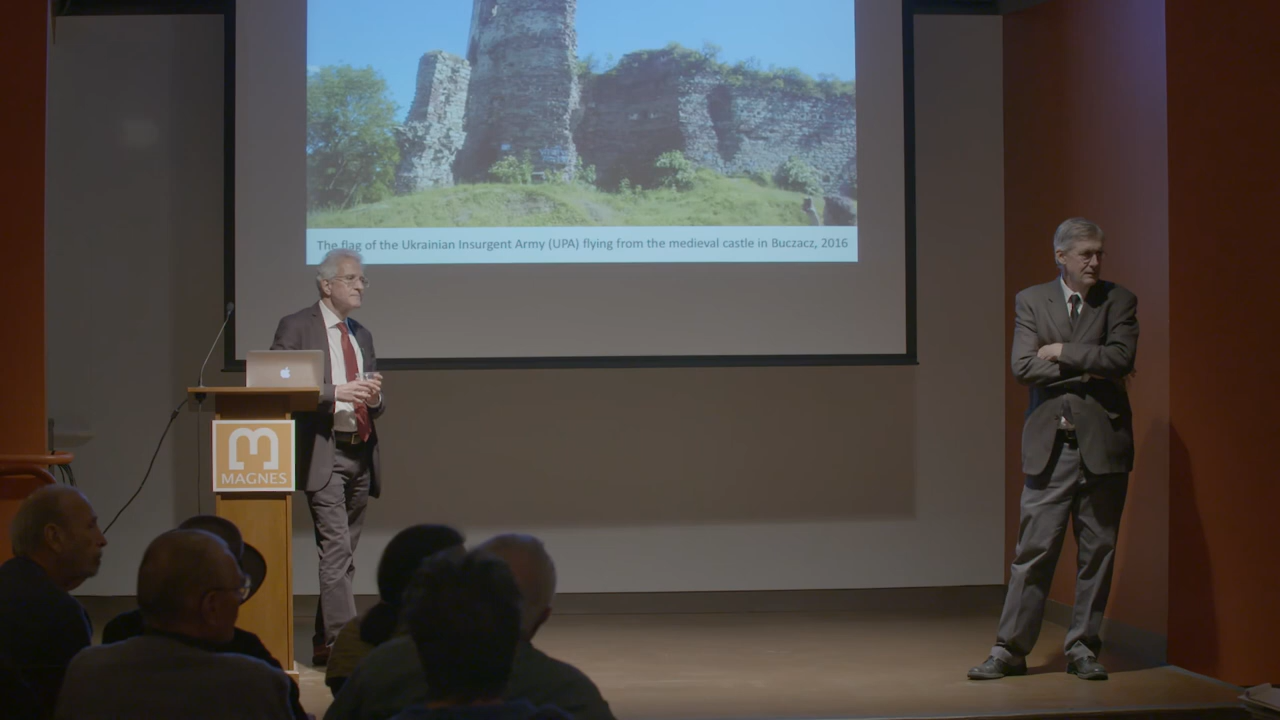 The flag of the Ukrainian Insurgent Army (UPA) flying from the medieval castle in Buczacz, 2016
MAGNES